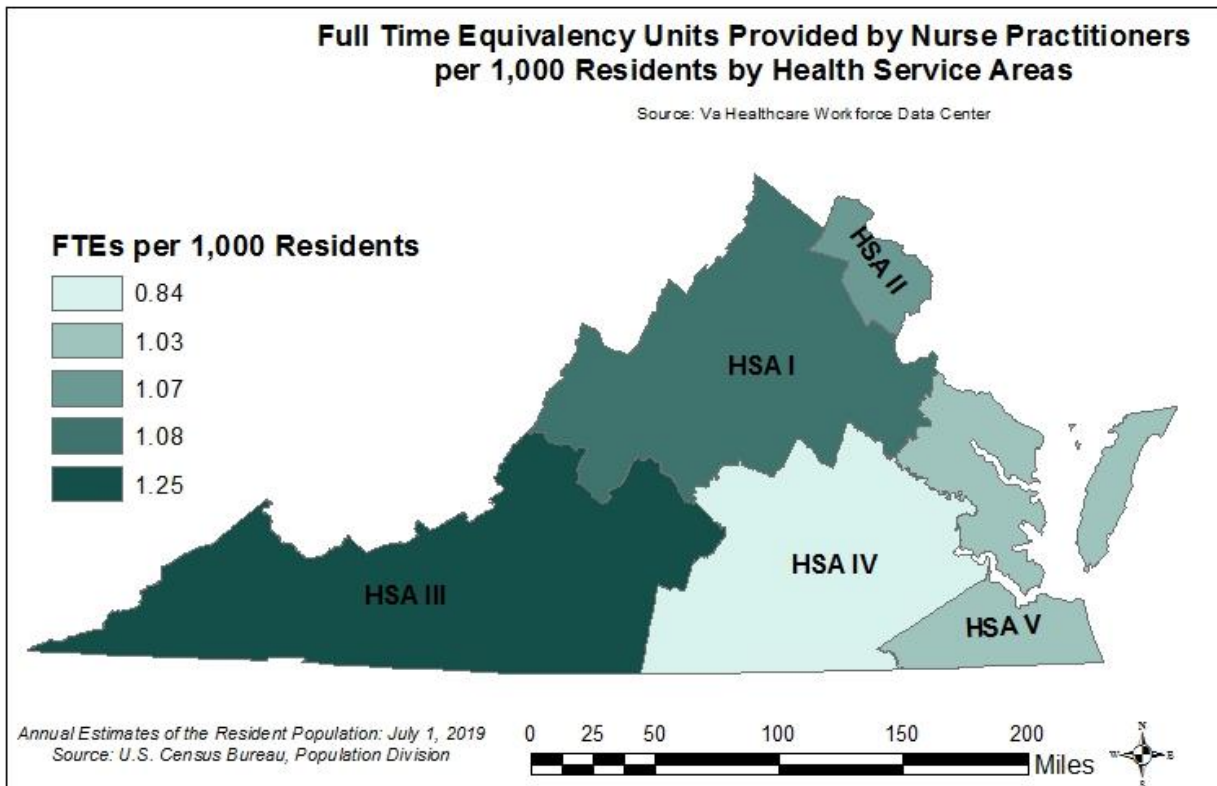 Full Time Equivalency Units Provided by Nurse Practitioners
per 1,000 Residents by Health Service Areas
Source: Va Healthcare Workforce Data Center
FTEs per 1,000 Residents
0.84
1.03
1.07
1.08
1.25
HSA II
HSA I
HSA IV
HSA III
HSA V
Annual Estimates of the Resident Population: July 1, 2019
Source: U.S. Census Bureau, Population Division
0 25 50 100 150 200
Miles
N
W E
S